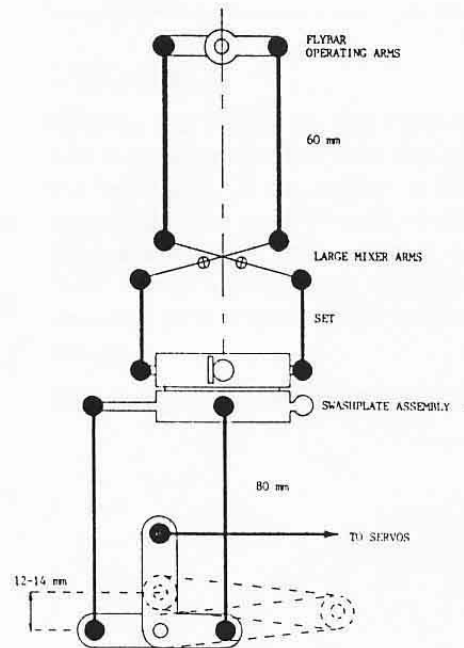 FLYBAR
OPERATING ARMS
60 mm
LARGE MIXER ARMS
SET
SWASHPLATE ASSEMBLY
80 mm
TO SERVOS
12-14 mm